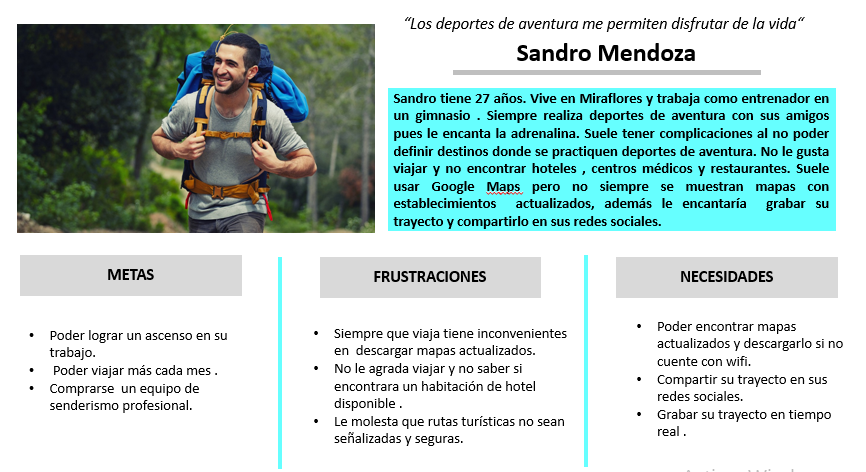 “Los deportes de aventura me permiten disfrutar de la vida“
Sandro Mendoza
Sandro tiene 27 años. Vive en Miraflores y trabaja como entrenador en
un gimnasio . Siempre realiza deportes de aventura con sus amigos
pues le encanta la adrenalina. Suele tener complicaciones al no poder
definir destinos donde se practiquen deportes de aventura. No le gusta
viajar y no encontrar hoteles , centros médicos y restaurantes. Suele
usar Google Maps pero no siempre se muestran mapas con
establecimientos actualizados, además le encantaría grabar su
trayecto y compartirlo en sus redes sociales.
METAS
• Poder lograr un ascenso en su
trabajo.
• Poder viajar más cada mes .
• Comprarse un equipo de
senderismo profesional.
FRUSTRACIONES
• Siempre que viaja tiene inconvenientes
en descargar mapas actualizados.
• No le agrada viajar y no saber si
encontrara un habitación de hotel
disponible .
• Le molesta que rutas turísticas no sean
señalizadas y seguras.
NECESIDADES
• Poder encontrar mapas
actualizados y descargarlo si no
cuente con wifi.
• Compartir su trayecto en sus
redes sociales.
• Grabar su trayecto en tiempo
real .